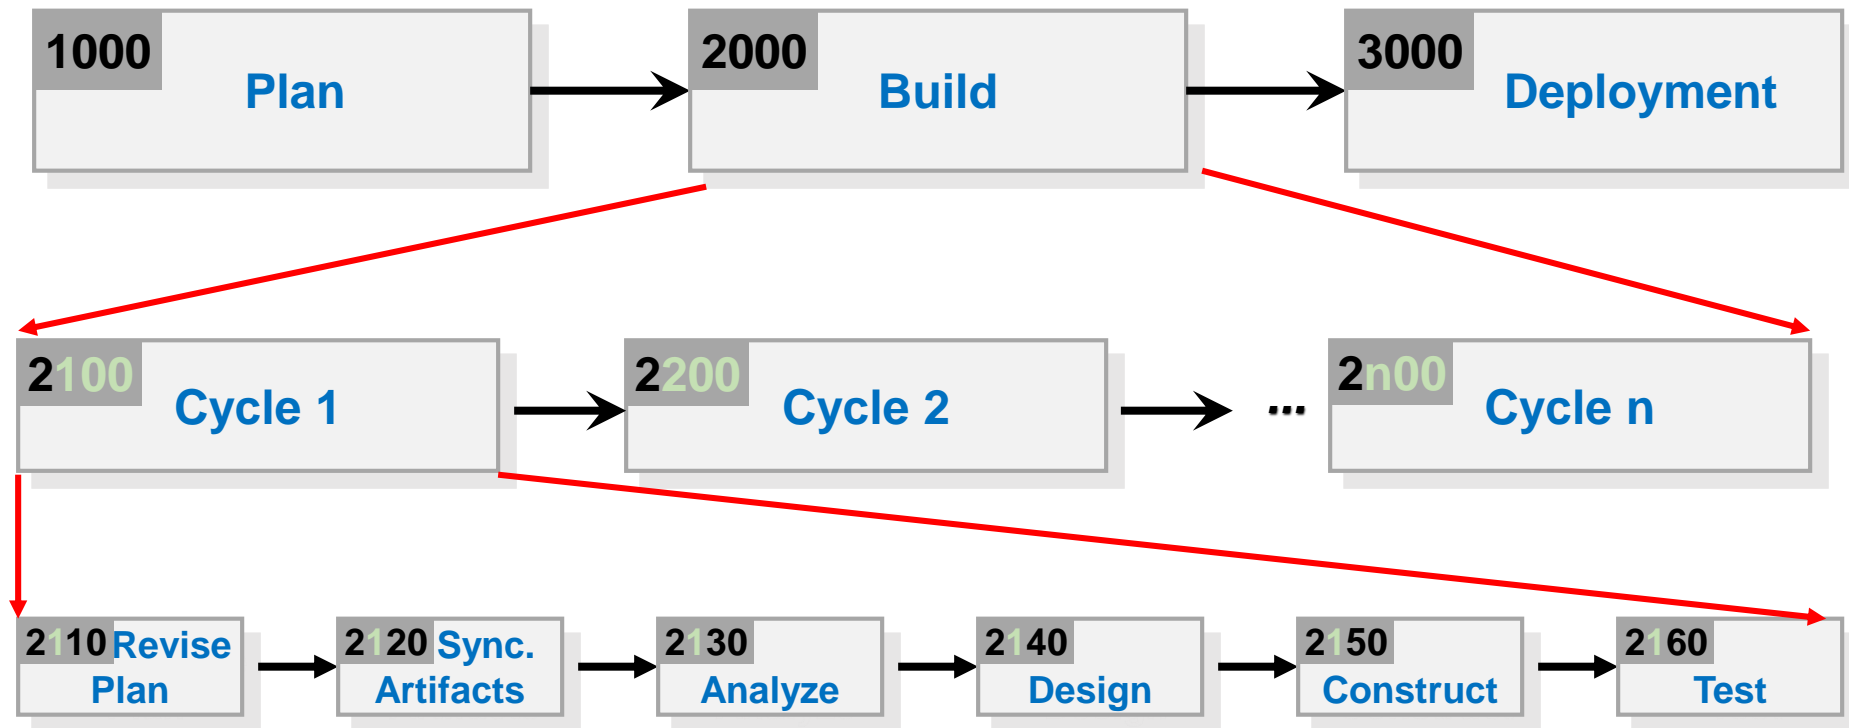 1000
Plan
2000
Build
3000
Deployment
2100
Cycle 1
2200
Cycle 2
...
2n00
Cycle n
2110 Revise
Plan
2120 Sync.
Artifacts
2130
Analyze
2140
Design
2150
Construct
2160
Test